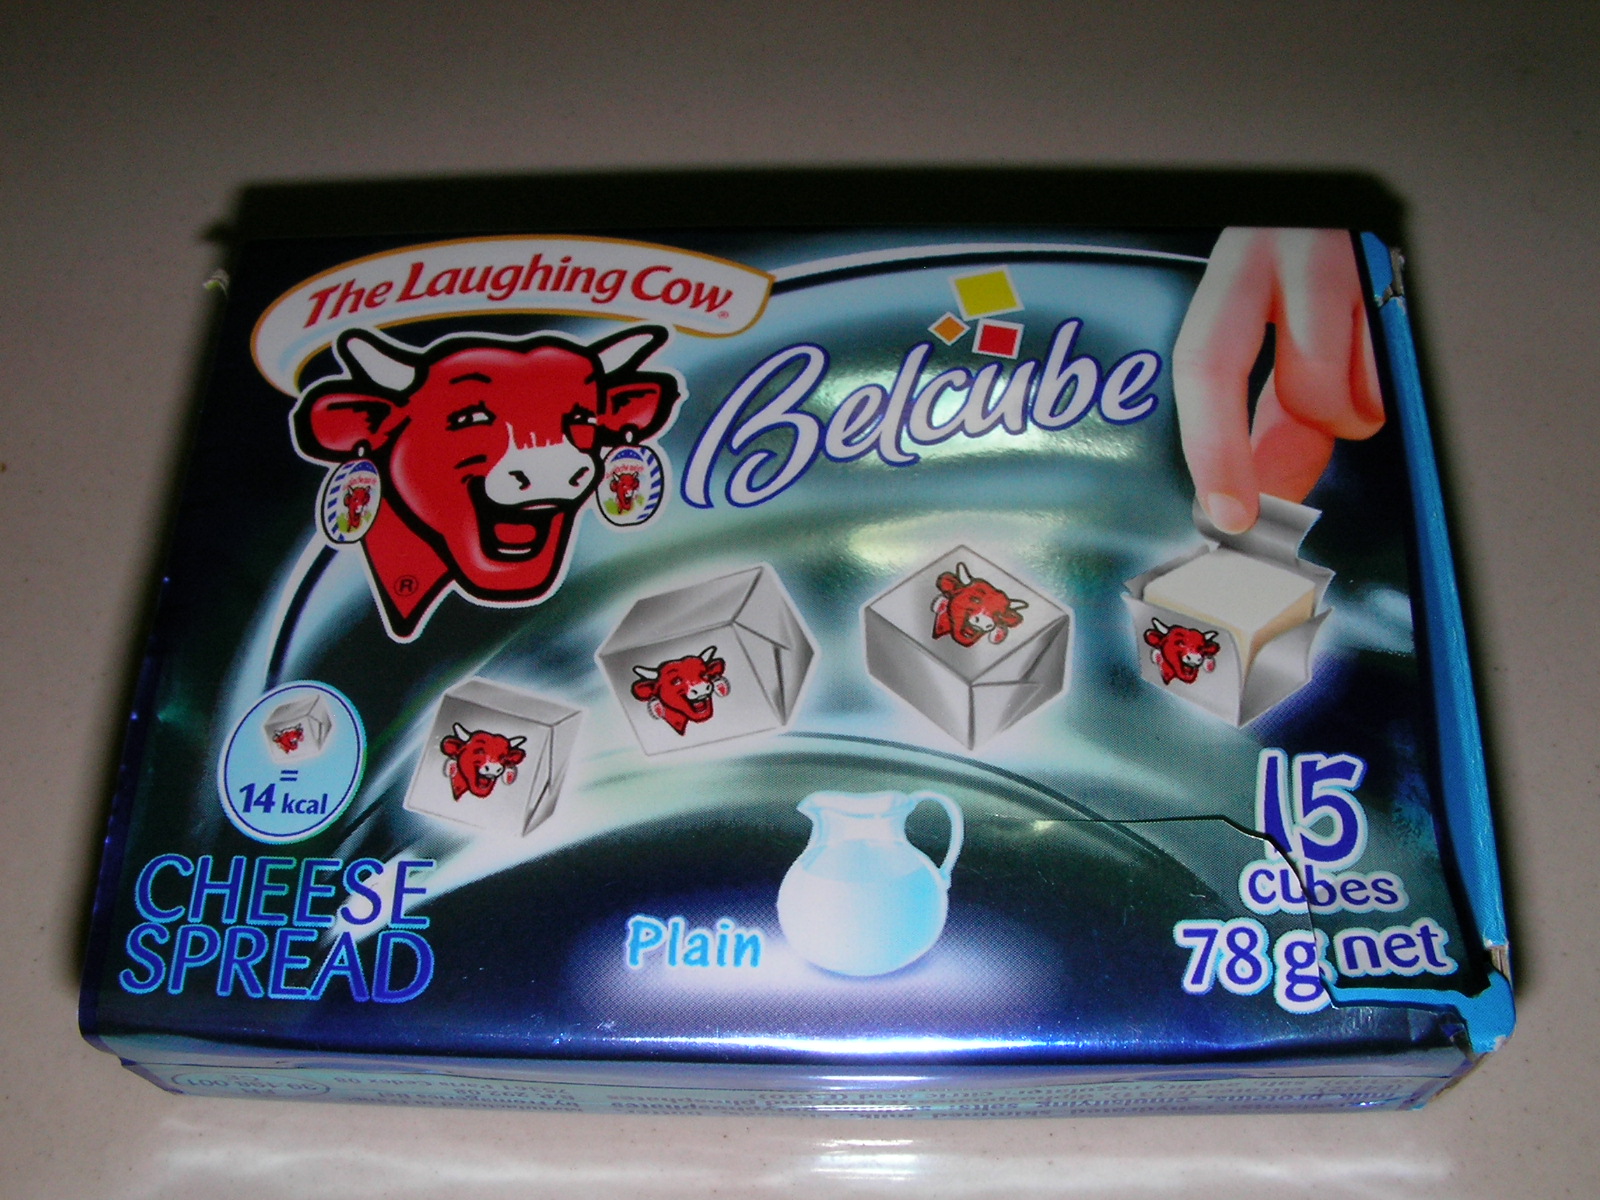 The Laughing Cow®
Belcube
®
=
14 kcal
CHEESE
SPREAD
Plain
15
cubes
78 g net